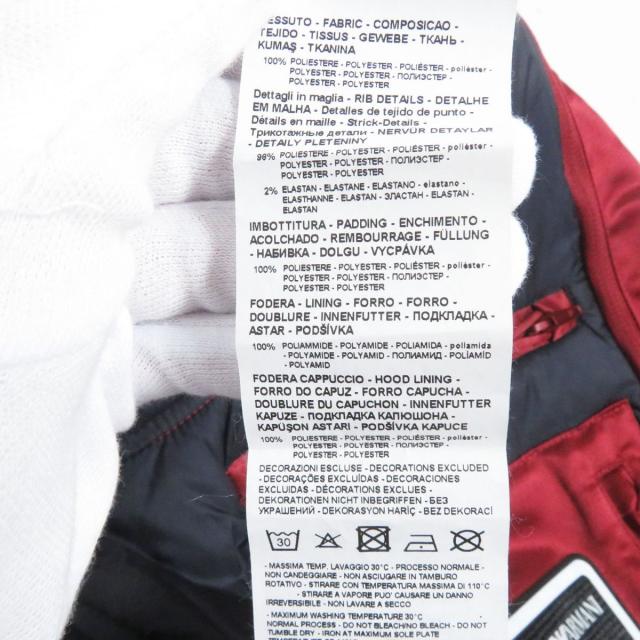 ESSUTO - FABRIC - COMPOSICAO -
TEJIDO - TISSUS - GEWEBE - ТКАНЬ -
KUMAŞ - TKANINA
100% POLIESTERE - POLYESTER - POLIÉSTER - poliéster -
POLYESTER - POLYESTER - ПОЛИЭСТЕР -
POLYESTER - POLYESTER
Dettagli in maglia - RIB DETAILS - DETALHE
EM MALHA - Detalles de tejido de punto -
Détails en maille - Strick-Details -
Трикотажные детали - NERVÜR DETAYLAR
- DETAILY PLETENINY
98% POLIESTERE - POLYESTER - POLIÉSTER - poliéster -
POLYESTER - POLYESTER - ПОЛИЭСТЕР -
POLYESTER - POLYESTER
2% ELASTAN - ELASTANE - ELASTANO - elastano -
ELASTHANNE - ELASTAN - ЭЛАСТАН - ELASTAN -
ELASTAN
IMBOTTITURA - PADDING - ENCHIMENTO -
ACOLCHADO - REMBOURRAGE - FÜLLUNG
- НАБИВКА - DOLGU - VYCPÁVKA
100% POLIESTERE - POLYESTER - POLIÉSTER - poliéster -
POLYESTER - POLYESTER - ПОЛИЭСТЕР -
POLYESTER - POLYESTER
FODERA - LINING - FORRO - FORRO -
DOUBLURE - INNENFUTTER - ПОДКЛАДКА -
ASTAR - PODŠÍVKA
100% POLIAMMIDE - POLYAMIDE - POLIAMIDA - poliamida
- POLYAMIDE - POLYAMID - ПОЛИАМИД - POLİAMİD
- POLYAMID
FODERA CAPPUCCIO - HOOD LINING -
FORRO DO CAPUZ - FORRO CAPUCHA -
DOUBLURE DU CAPUCHON - INNENFUTTER
KAPUZE - ПОДКЛАДКА КАПЮШОНА -
KAPÜŞON ASTARI - PODŠÍVKA KAPUCE
100% POLIESTERE - POLYESTER - POLIÉSTER - poliéster -
POLYESTER - POLYESTER - ПОЛИЭСТЕР -
POLYESTER - POLYESTER
DECORAZIONI ESCLUSE - DECORATIONS EXCLUDED
- DECORAÇÕES EXCLUÍDAS - DECORACIONES
EXCLUIDAS - DÉCORATIONS EXCLUES -
DEKORATIONEN NICHT INBEGRIFFEN - БЕЗ
УКРАШЕНИЙ - DEKORASYON HARİÇ - BEZ DEKORACÍ
30
- MASSIMA TEMP. LAVAGGIO 30°C - PROCESSO NORMALE -
NON CANDEGGIARE - NON ASCIUGARE IN TAMBURO
ROTATIVO - STIRARE CON TEMPERATURA MAX DI 110°C
- STIRARE A VAPORE PUO' CAUSARE DANNO
IRREVERSIBILE - NON LAVARE A SECCO
- MAXIMUM WASHING TEMPERATURE 30°C
NORMAL PROCESS - DO NOT BLEACH/NO BLEACH - DO NOT
TUMBLE DRY - IRON AT MAXIMUM SOLE PLATE